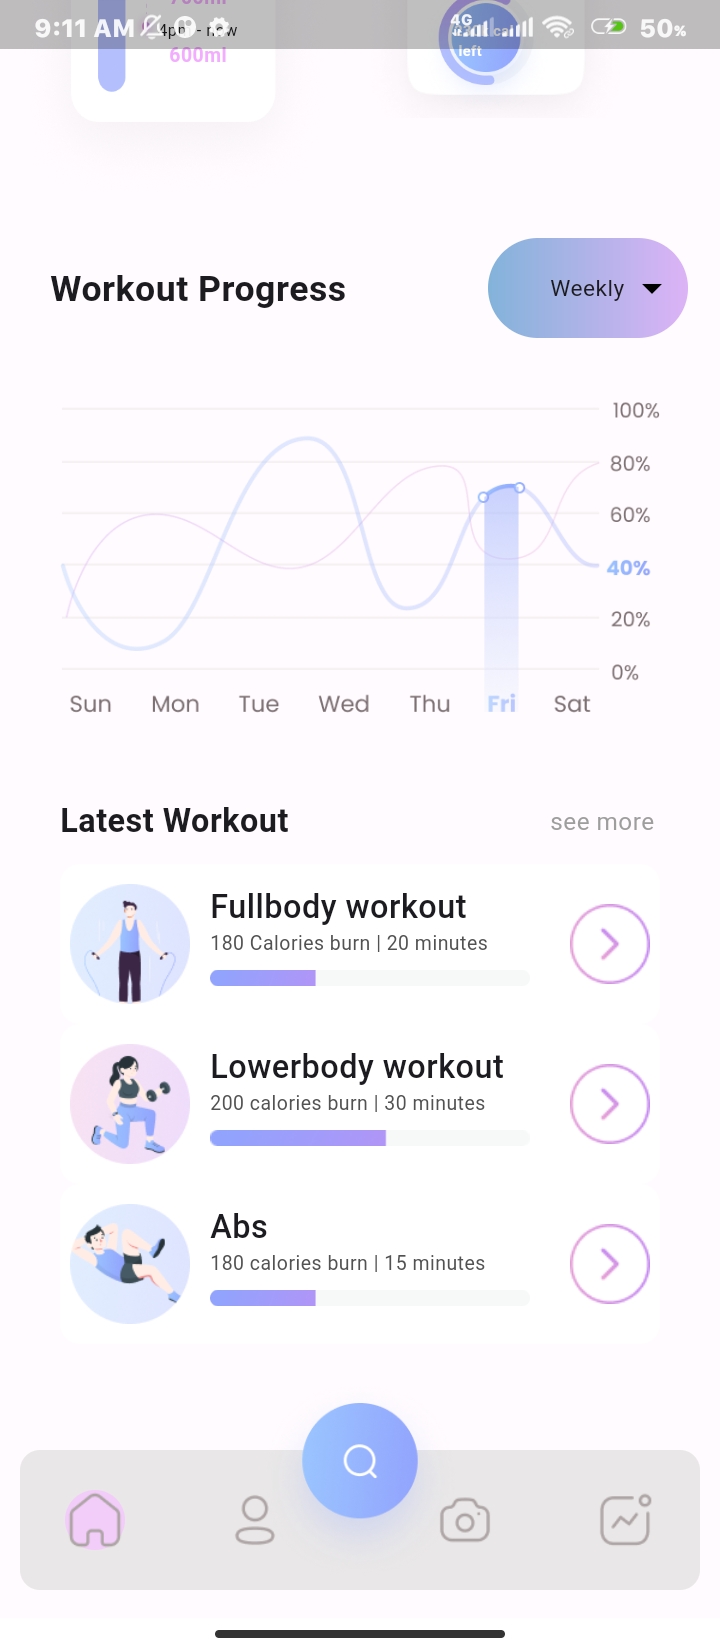 9:11 AM
4G
50%
4pm - now
600ml
left
Workout Progress
Weekly
100%
80%
60%
40%
20%
0%
Sun Mon Tue Wed Thu Fri Sat
Latest Workout
see more
Fullbody workout
180 Calories burn | 20 minutes
Lowerbody workout
200 calories burn | 30 minutes
Abs
180 calories burn | 15 minutes